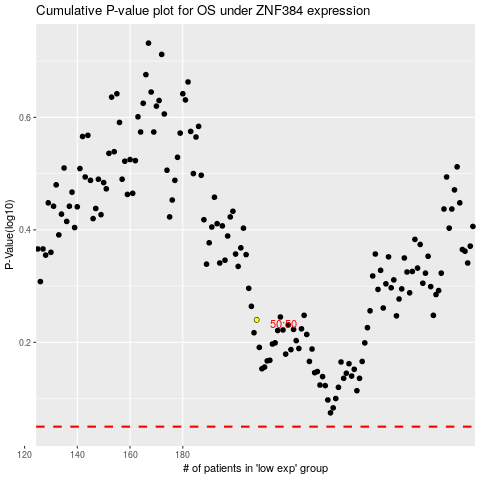 Cumulative P-value plot for OS under ZNF384 expression
P-Value(log10)
0.6
0.4
0.2
50:50
120 140 160 180
# of patients in 'low exp' group